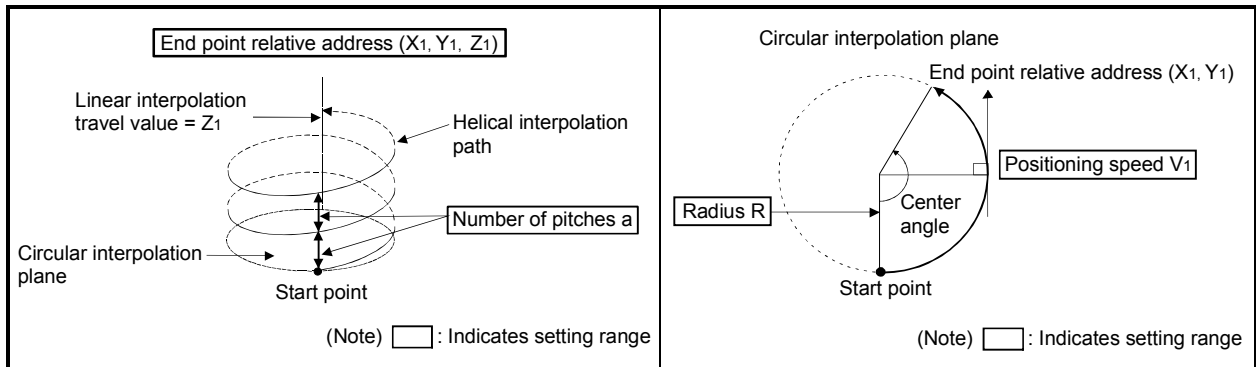 End point relative address (X1, Y1, Z1)
Linear interpolation
travel value = Z1
Helical interpolation
path
Number of pitches a
Circular interpolation
plane
Start point
(Note) : Indicates setting range
Circular interpolation plane
End point relative address (X1, Y1)
Positioning speed V1
Radius R
Center
angle
Start point
(Note) : Indicates setting range